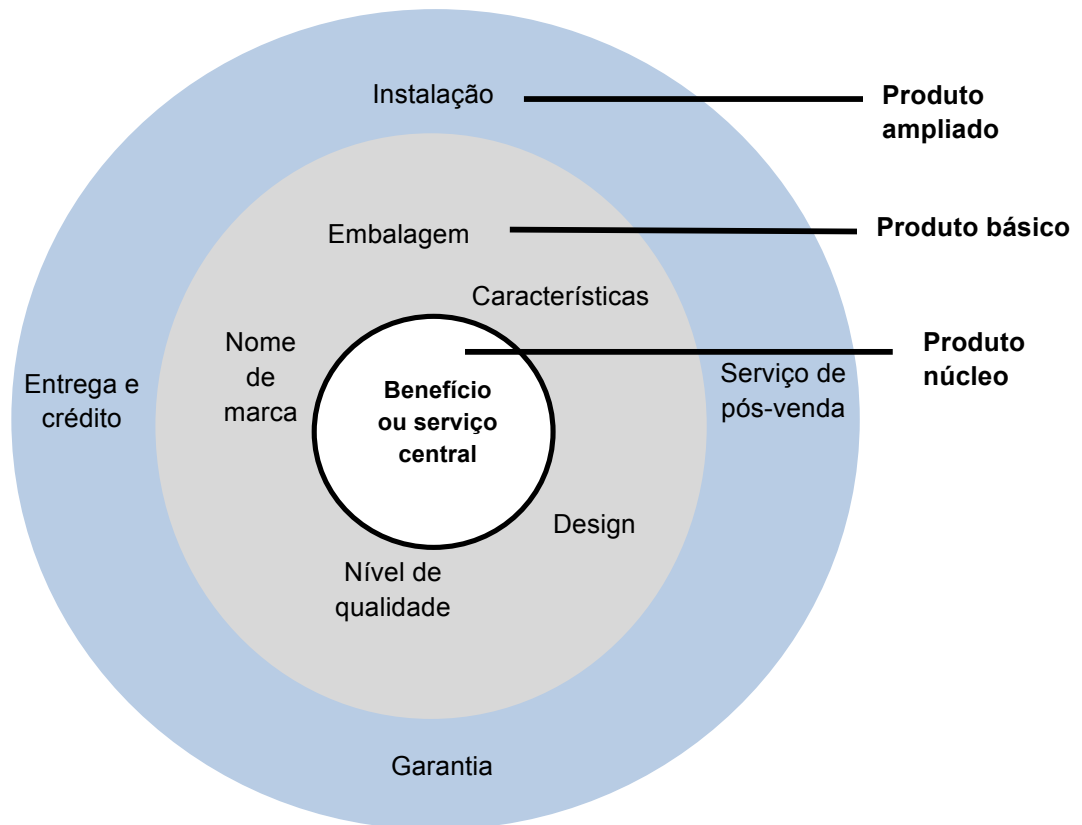 Instalação
Produto
ampliado
Embalagem
Produto básico
Características
Nome
de
marca
Produto
núcleo
Entrega e
crédito
Benefício
ou serviço
central
Serviço de
pós-venda
Design
Nível de
qualidade
Garantia